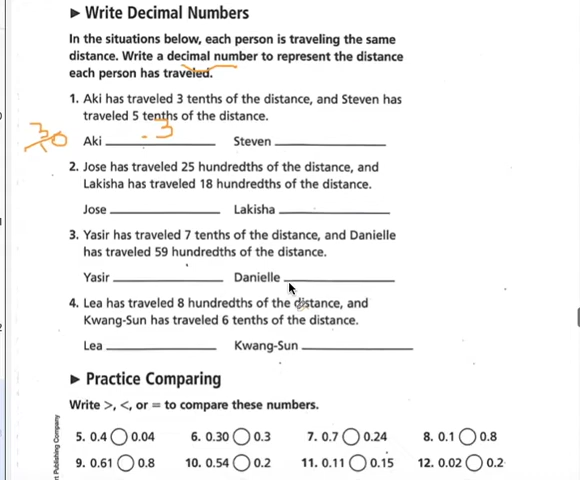 ► Write Decimal Numbers
In the situations below, each person is traveling the same
distance. Write a decimal number to represent the distance
each person has traveled.
1. Aki has traveled 3 tenths of the distance, and Steven has
traveled 5 tenths of the distance.
Aki .3 Steven
2. Jose has traveled 25 hundredths of the distance, and
Lakisha has traveled 18 hundredths of the distance.
Jose Lakisha
3. Yasir has traveled 7 tenths of the distance, and Danielle
has traveled 59 hundredths of the distance.
Yasir Danielle
4. Lea has traveled 8 hundredths of the distance, and
Kwang-Sun has traveled 6 tenths of the distance.
Lea Kwang-Sun
► Practice Comparing
Write >, <, or = to compare these numbers.
5. 0.4 ◯ 0.04 6. 0.30 ◯ 0.3 7. 0.7 ◯ 0.24 8. 0.1 ◯ 0.8
9. 0.61 ◯ 0.8 10. 0.54 ◯ 0.2 11. 0.11 ◯ 0.15 12. 0.02 ◯ 0.2
Publishing Company